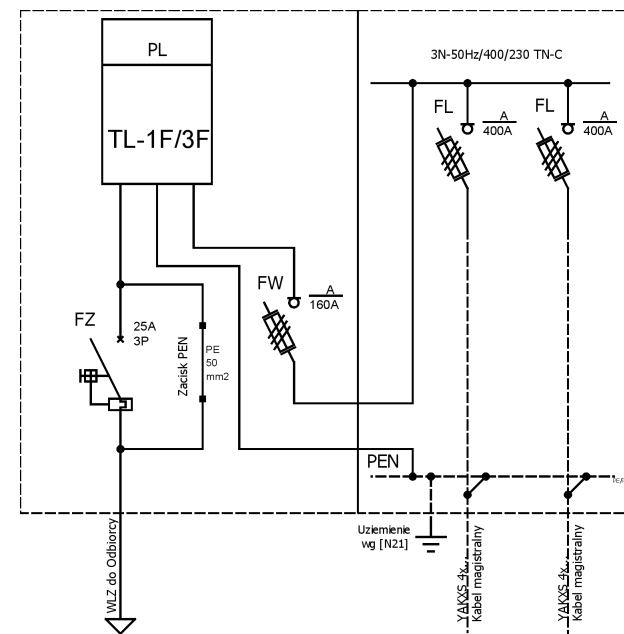 PL
TL-1F/3F
3N-50Hz/400/230 TN-C
FL
A
400A
FL
A
400A
FW
A
160A
FZ
25A
3P
Zacisk PEN
PE
50
mm2
PEN
Uziemienie
wg [N21]
WLZ do Odbiorcy
YAKXS 4x...
Kabel magistralny
YAKXS 4x...
Kabel magistralny